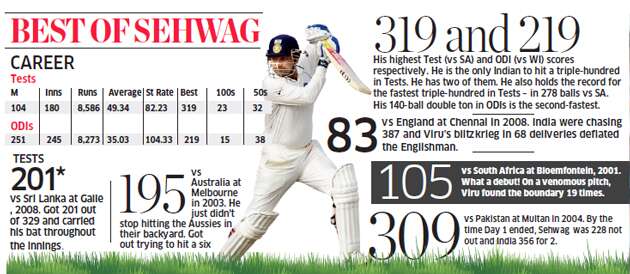 BEST OF SEHWAG
CAREER
Tests
M Inns Runs Average St Rate Best 100s 50s
104 180 8,586 49.34 82.23 319 23 32
ODIs
251 245 8,273 35.03 104.33 219 15 38
TESTS
201*
vs Sri Lanka at Galle
, 2008. Got 201 out
of 329 and carried
his bat throughout
the innings.
195
vs
Australia at
Melbourne
in 2003. He
just didn't
stop hitting the Aussies in
their backyard. Got
out trying to hit a six
319 and 219
His highest Test (vs SA) and ODI (vs WI) scores
respectively. He is the only Indian to hit a triple-hundred
in Tests. He has two of them. He also holds the record for
the fastest triple-hundred in Tests – in 278 balls vs SA.
His 140-ball double ton in ODIs is the second-fastest.
83
vs England at Chennai in 2008. India were chasing
387 and Viru's blitzkrieg in 68 deliveries deflated
the Englishman.
105
vs South Africa at Bloemfontein, 2001.
What a debut! On a venomous pitch,
Viru found the boundary 19 times.
309
vs Pakistan at Multan in 2004. By the
time Day 1 ended, Sehwag was 228 not
out and India 356 for 2.